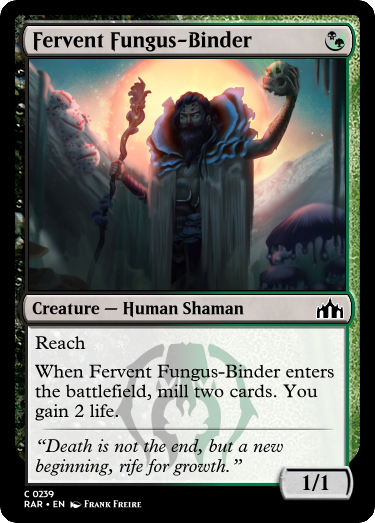 Fervent Fungus-Binder
Creature — Human Shaman
Reach
When Fervent Fungus-Binder enters
the battlefield, mill two cards. You
gain 2 life.
“Death is not the end, but a new
beginning, rife for growth.”
1/1
C 0239
RAR • EN Frank Freire